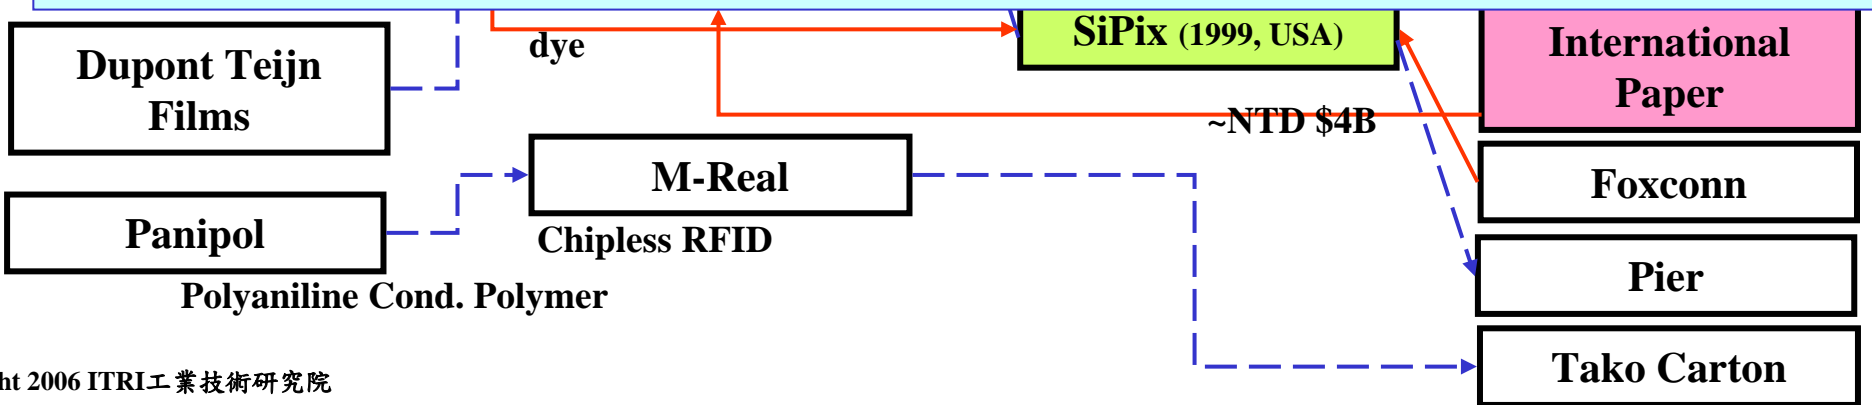 SiPix (1999, USA)
International
Paper
dye
Dupont Teijn
Films
~NTD $4B
M-Real
Foxconn
Panipol
Chipless RFID
Pier
Polyaniline Cond. Polymer
Tako Carton
ht 2006 ITRI工業技術研究院